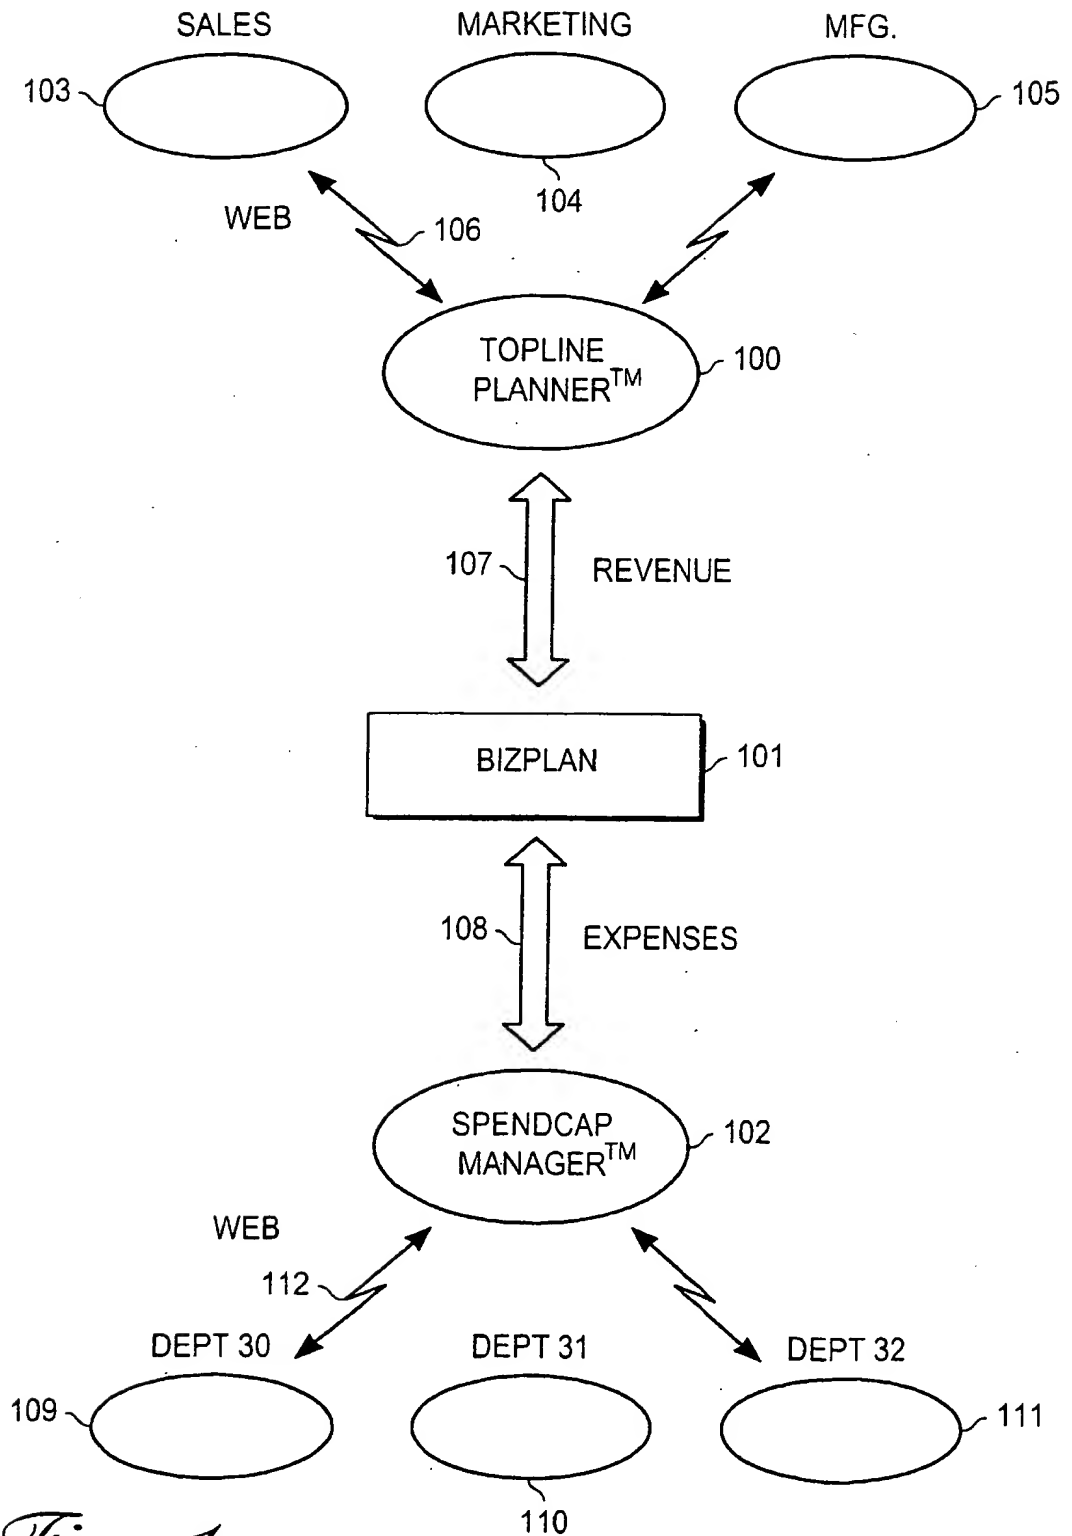 SALES
MARKETING
MFG.
103
104
105
WEB
106
TOPLINE
PLANNER™
100
107
REVENUE
BIZPLAN
101
108
EXPENSES
SPENDCAP
MANAGER™
102
WEB
112
DEPT 30
DEPT 31
DEPT 32
109
110
111